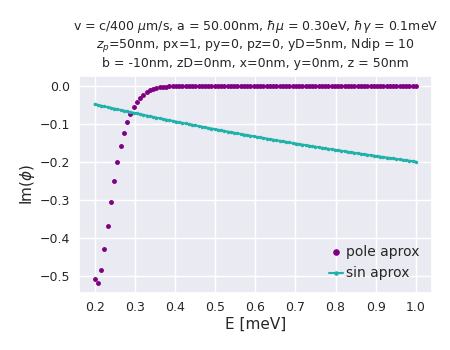 v = c/400 μm/s, a = 50.00nm, ħμ = 0.30eV, ħγ = 0.1meV
zₚ=50nm, px=1, py=0, pz=0, yD=5nm, Ndip = 10
b = -10nm, zD=0nm, x=0nm, y=0nm, z = 50nm
0.0
−0.1
−0.2
−0.3
−0.4
−0.5
Im(ϕ)
pole aprox
sin aprox
0.2 0.3 0.4 0.5 0.6 0.7 0.8 0.9 1.0
E [meV]